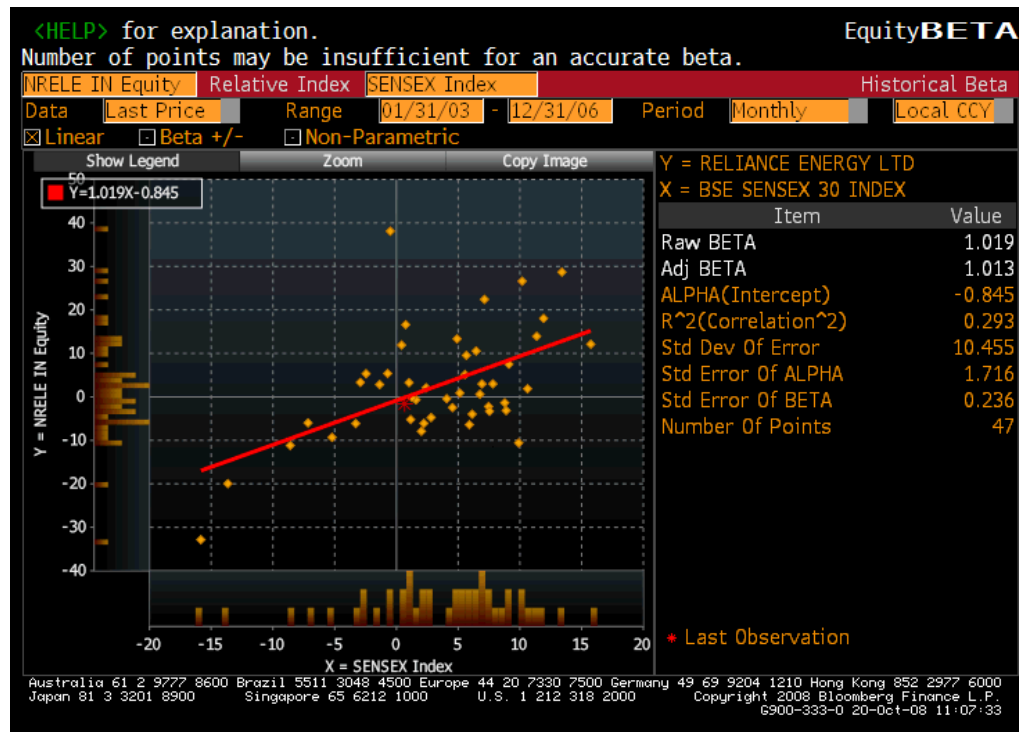 <HELP> for explanation.
EquityBETA
Number of points may be insufficient for an accurate beta.
NRELE IN Equity Relative Index SENSEX Index Historical Beta
Data Last Price Range 01/31/03 - 12/31/06 Period Monthly Local CCY
Linear Beta +/- Non-Parametric
Show Legend Zoom Copy Image
Y = RELIANCE ENERGY LTD
X = BSE SENSEX 30 INDEX
Item Value
Raw BETA 1.019
Adj BETA 1.013
ALPHA(Intercept) -0.845
R^2(Correlation^2) 0.293
Std Dev Of Error 10.455
Std Error Of ALPHA 1.716
Std Error Of BETA 0.236
Number Of Points 47
* Last Observation
Y=1.019X-0.845
50
40
30
20
10
0
-10
-20
-30
-40
Y = NRELE IN Equity
-20 -15 -10 -5 0 5 10 15 20
X = SENSEX Index
Australia 61 2 9777 8600 Brazil 5511 3048 4500 Europe 44 20 7330 7500 Germany 49 69 9204 1210 Hong Kong 852 2977 6000
Japan 81 3 3201 8900 Singapore 65 6212 1000 U.S. 1 212 318 2000 Copyright 2008 Bloomberg Finance L.P.
G900-333-0 20-Oct-08 11:07:33